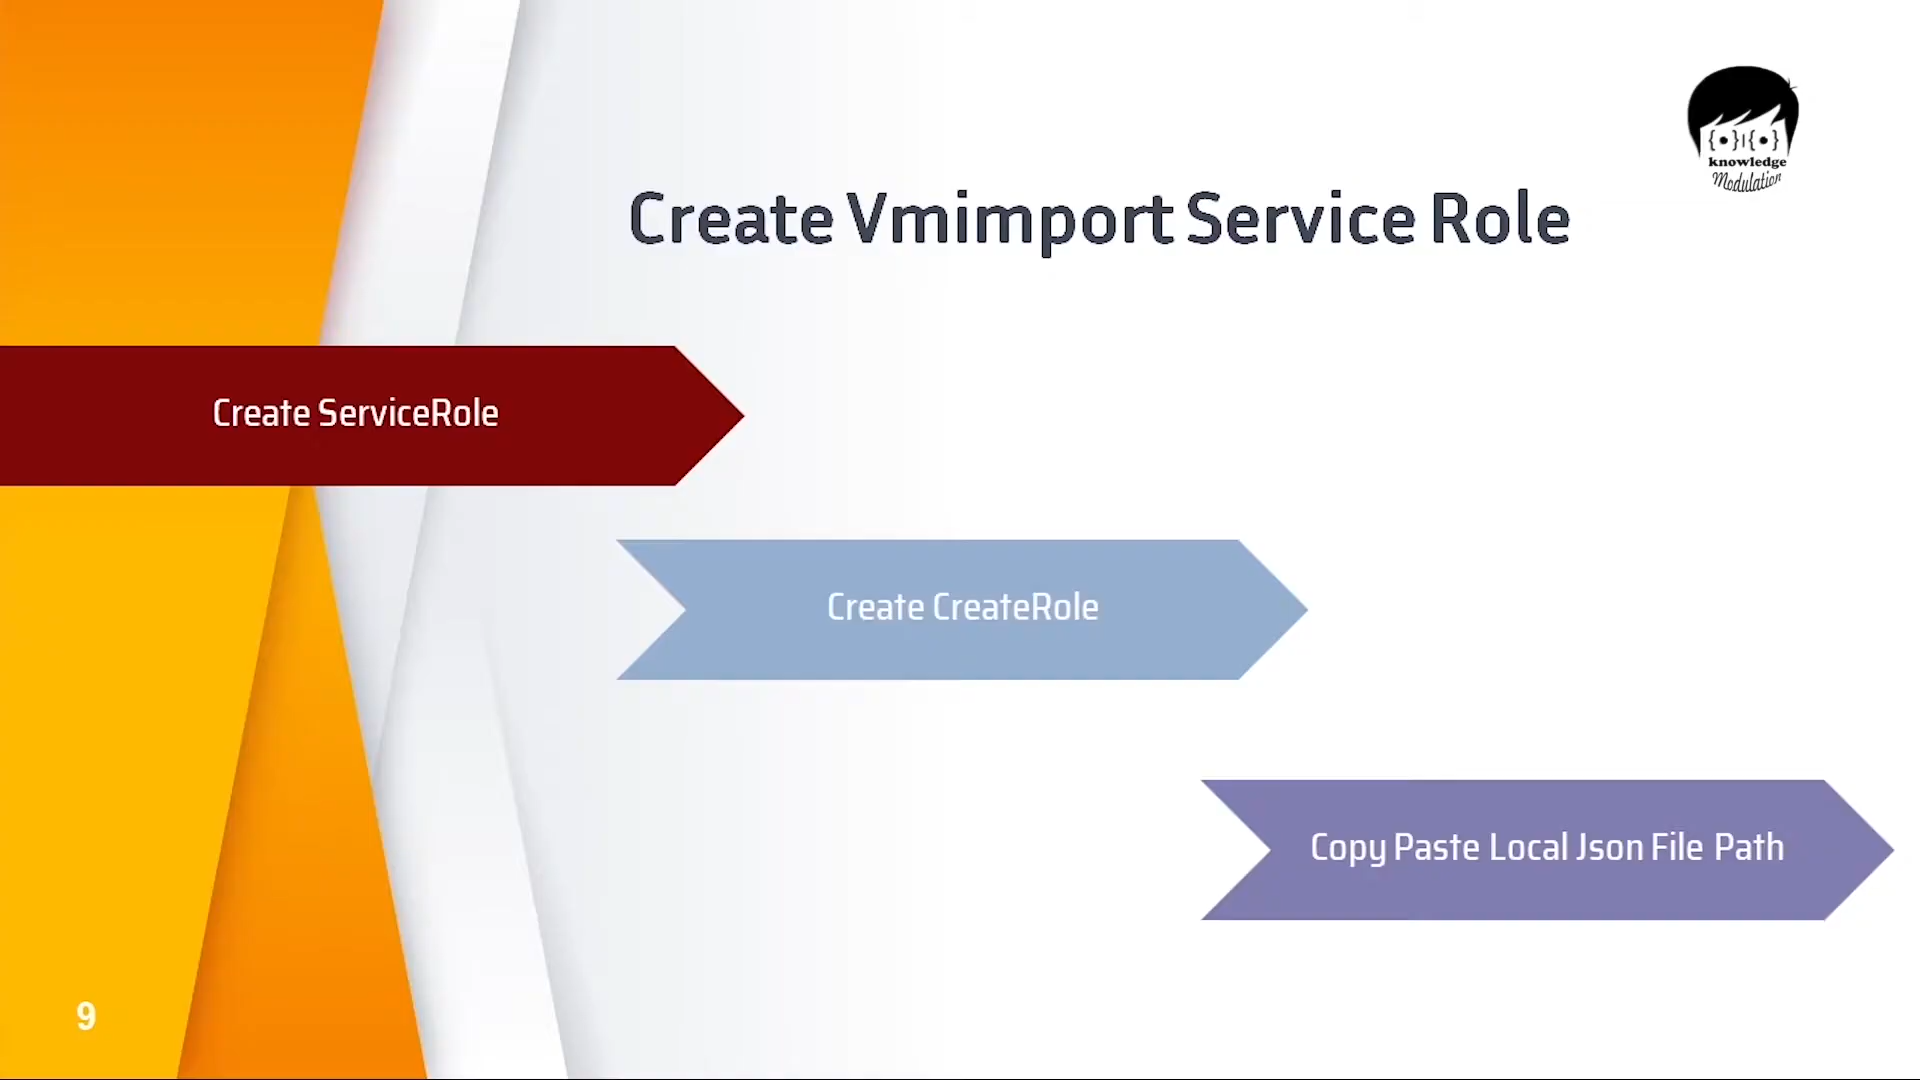 {•}|{•}
knowledge
Modulation
Create Vmimport Service Role
Create ServiceRole
Create CreateRole
Copy Paste Local Json File Path
9